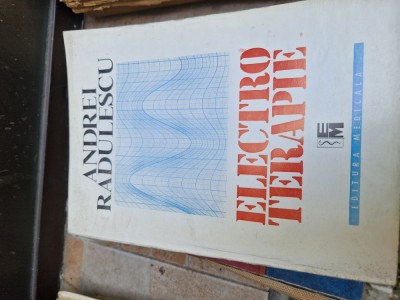 ANDREI
RADULESCU
ELECTRO
TERAPIE
EM
EDITURA MEDICALĂ